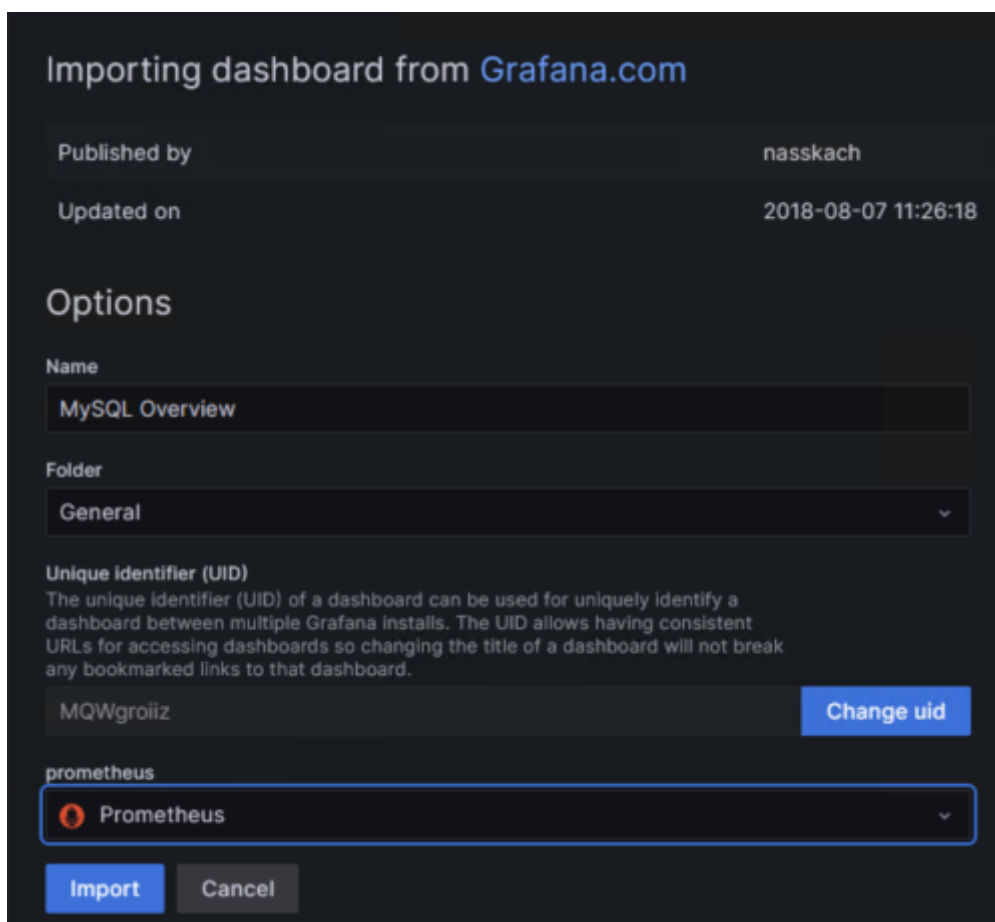 Importing dashboard from Grafana.com
Published by nasskach
Updated on 2018-08-07 11:26:18
Options
Name
MySQL Overview
Folder
General
Unique identifier (UID)
The unique identifier (UID) of a dashboard can be used for uniquely identify a
dashboard between multiple Grafana installs. The UID allows having consistent
URLs for accessing dashboards so changing the title of a dashboard will not break
any bookmarked links to that dashboard.
MQWgroiiz Change uid
prometheus
Prometheus
Import Cancel